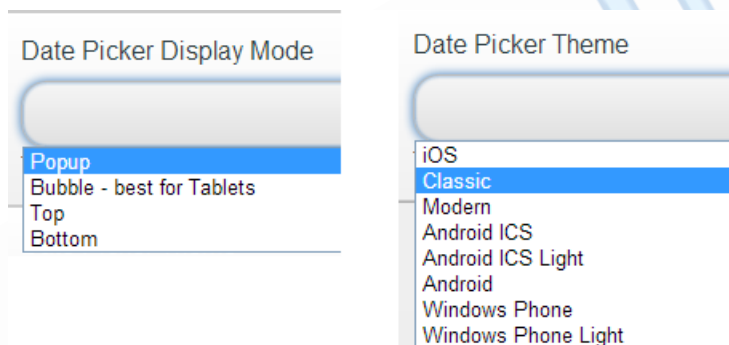 Date Picker Display Mode
Popup
Bubble - best for Tablets
Top
Bottom
Date Picker Theme
iOS
Classic
Modern
Android ICS
Android ICS Light
Android
Windows Phone
Windows Phone Light